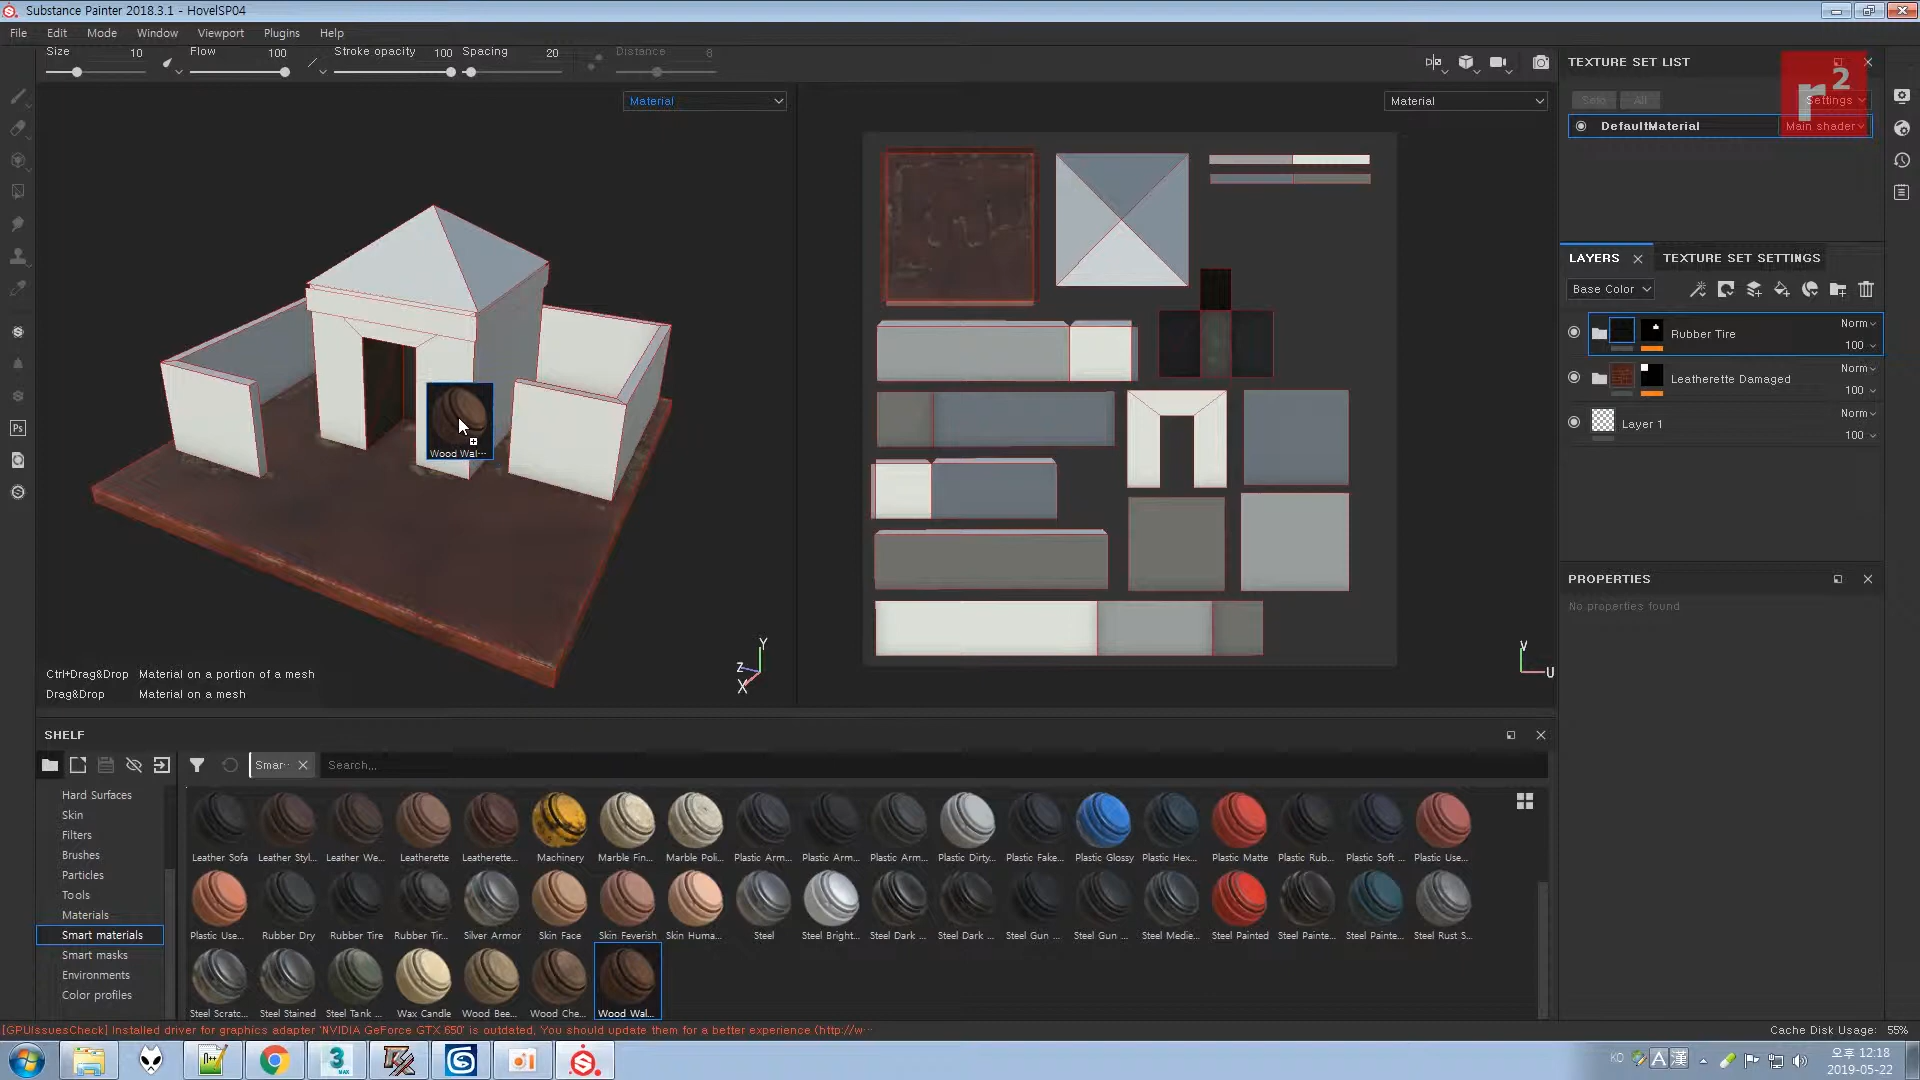 Substance Painter 2018.3.1 - HovelSP04
File Edit Mode Window Viewport Plugins Help
Size 10 Flow 100 Stroke opacity 100 Spacing 20 Distance 8
Material
Material
TEXTURE SET LIST
r2
Solo All Settings
DefaultMaterial Main shader
LAYERS TEXTURE SET SETTINGS
Base Color
Rubber Tire Norm 100
Leatherette Damaged Norm 100
Layer 1 Norm 100
PROPERTIES
No properties found
Wood Wal...
Ctrl+Drag&Drop Material on a portion of a mesh
Drag&Drop Material on a mesh
Y
Z
X
V
U
SHELF
Smar... Search...
Hard Surfaces
Skin
Filters
Brushes
Particles
Tools
Materials
Smart materials
Smart masks
Environments
Color profiles
Leather Sofa Leather Styl... Leather We... Leatherette Leatherette... Machinery Marble Fin... Marble Poli... Plastic Arm... Plastic Arm... Plastic Arm... Plastic Dirty... Plastic Fake... Plastic Glossy Plastic Hex... Plastic Matte Plastic Rub... Plastic Soft ... Plastic Use...
Plastic Use... Rubber Dry Rubber Tire Rubber Tir... Silver Armor Skin Face Skin Feverish Skin Huma... Steel Steel Bright... Steel Dark ... Steel Dark ... Steel Gun ... Steel Gun ... Steel Medie... Steel Painted Steel Painte... Steel Painte... Steel Rust S...
Steel Scratc... Steel Stained Steel Tank ... Wax Candle Wood Bee... Wood Che... Wood Wal...
[GPUIssuesCheck] Installed driver for graphics adapter 'NVIDIA GeForce GTX 650' is outdated, You should update them for a better experience (http://w...
Cache Disk Usage: 55%
Ps
n++
3
MAX
KO A 漢
오후 12:18
2019-05-22